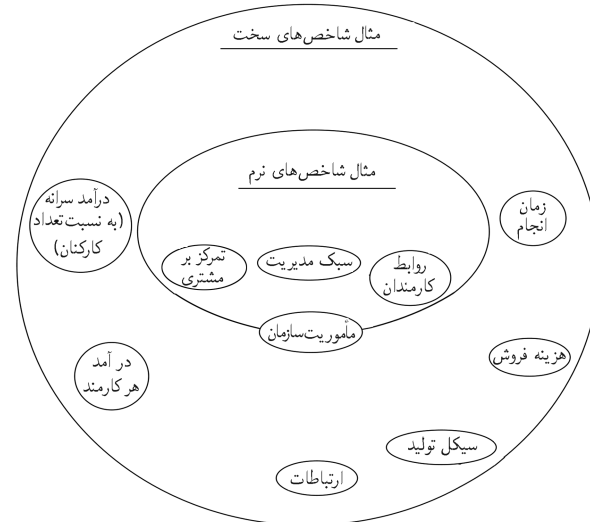 مثال شاخص‌های سخت
مثال شاخص‌های نرم
درآمد سرانه
(به نسبت تعداد
کارکنان)
زمان
انجام
تمرکز بر
مشتری
سبک مدیریت
روابط
کارمندان
مأموریت‌سازمان
هزینه فروش
در آمد
هر کارمند
سیکل تولید
ارتباطات